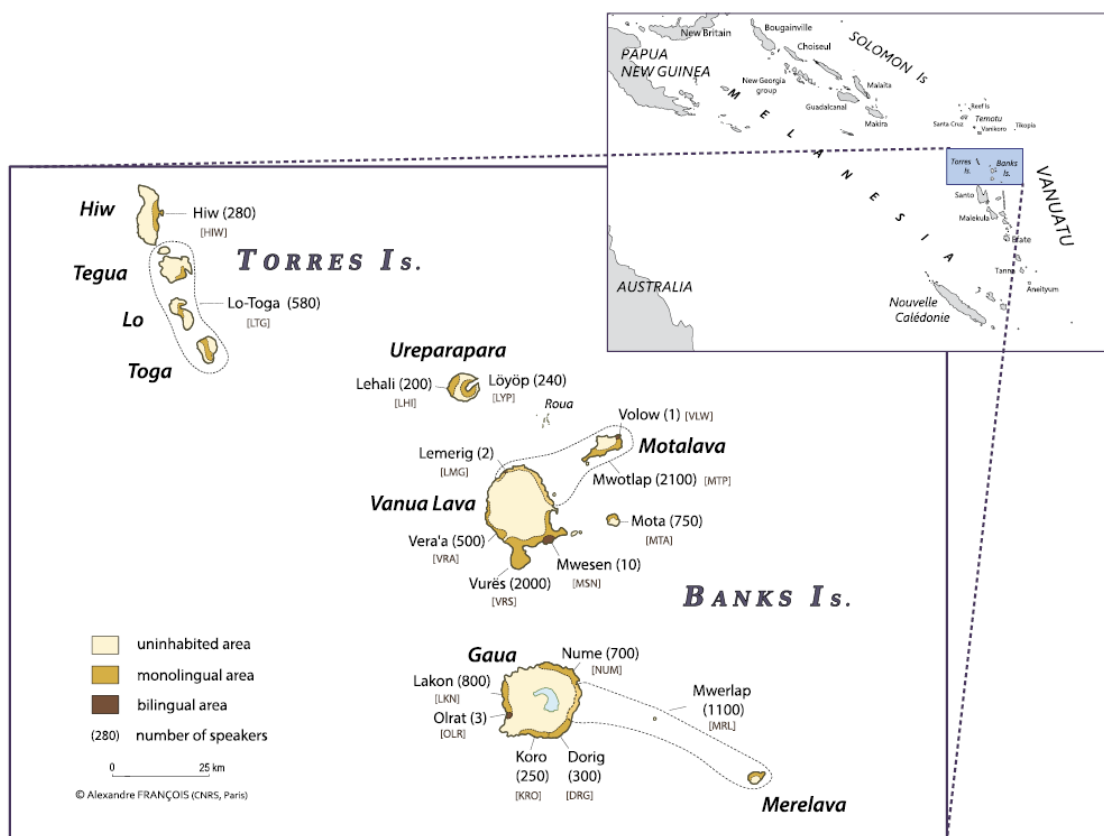 New Britain
Bougainville
Choiseul
SOLOMON Is
PAPUA
NEW GUINEA
New Georgia
group
Malaita
Guadalcanal
Makira
MELANESIA
Reef Is
Temotu
Santa Cruz
Vanikoro
Tikopia
Torres
Is.
Banks
Is.
VANUATU
Santo
Malekula
Efate
Tanna
Aneityum
AUSTRALIA
Nouvelle
Calédonie
Hiw
Hiw (280)
[HIW]
TORRES Is.
Tegua
Lo-Toga (580)
[LTG]
Lo
Toga
Ureparapara
Lehali (200)
[LHI]
Löyöp (240)
[LYP]
Roua
Volow (1) [VLW]
Motalava
Lemerig (2)
[LMG]
Mwotlap (2100) [MTP]
Vanua Lava
Mota (750)
[MTA]
Vera'a (500)
[VRA]
Mwesen (10)
[MSN]
Vurës (2000)
[VRS]
BANKS Is.
uninhabited area
monolingual area
bilingual area
(280) number of speakers
0 25 km
© Alexandre FRANÇOIS (CNRS, Paris)
Gaua
Nume (700)
[NUM]
Lakon (800)
[LKN]
Olrat (3)
[OLR]
Mwerlap
(1100)
[MRL]
Koro
(250)
[KRO]
Dorig
(300)
[DRG]
Merelava